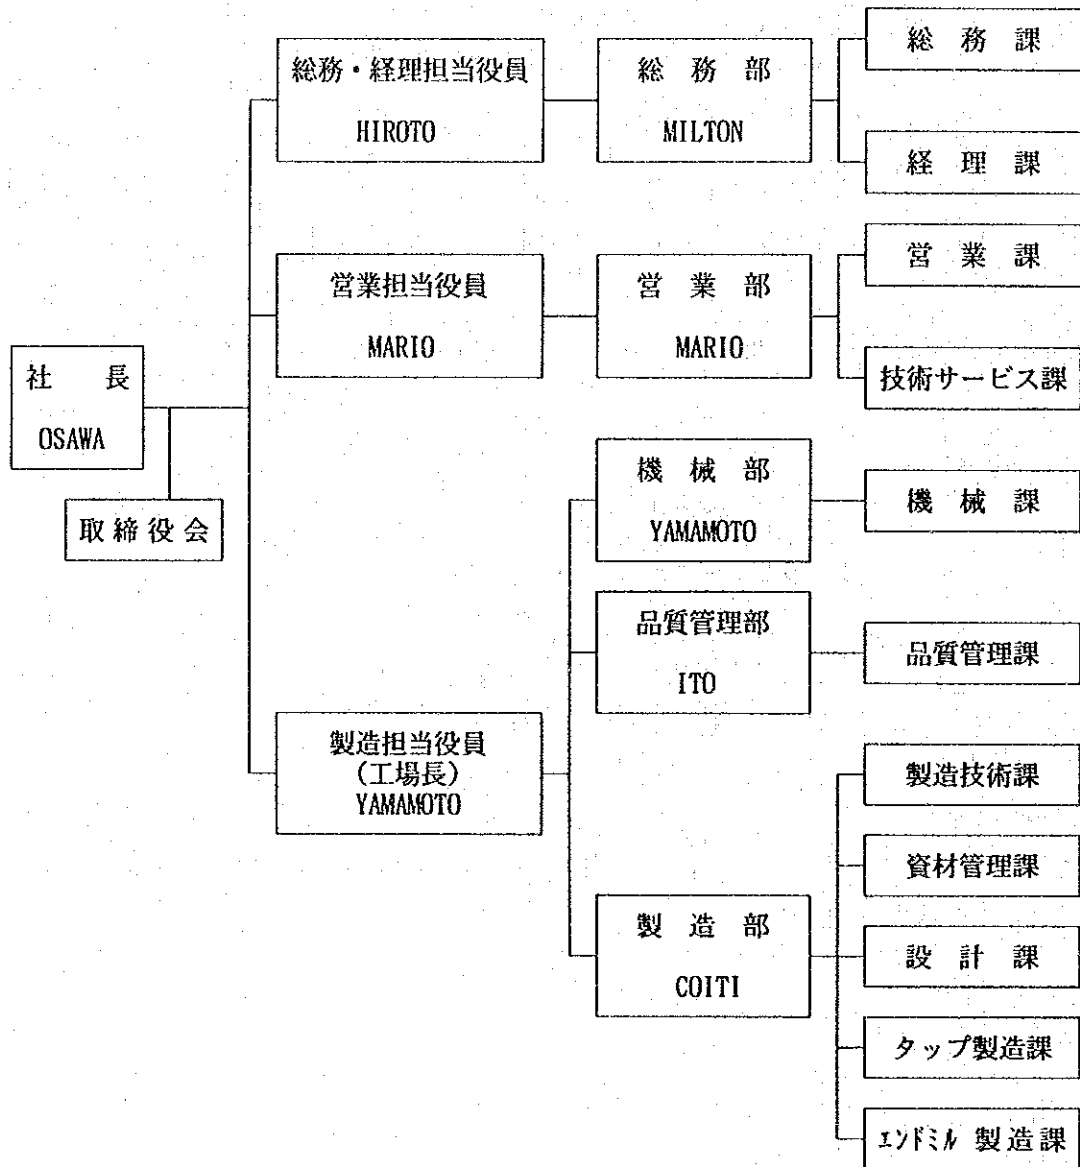 社長
OSAWA
取締役会
総務・経理担当役員
HIROTO
総務部
MILTON
総務課
経理課
営業担当役員
MARIO
営業部
MARIO
営業課
技術サービス課
製造担当役員
(工場長)
YAMAMOTO
機械部
YAMAMOTO
機械課
品質管理部
ITO
品質管理課
製造部
COITI
製造技術課
資材管理課
設計課
タップ製造課
エンドミル 製造課